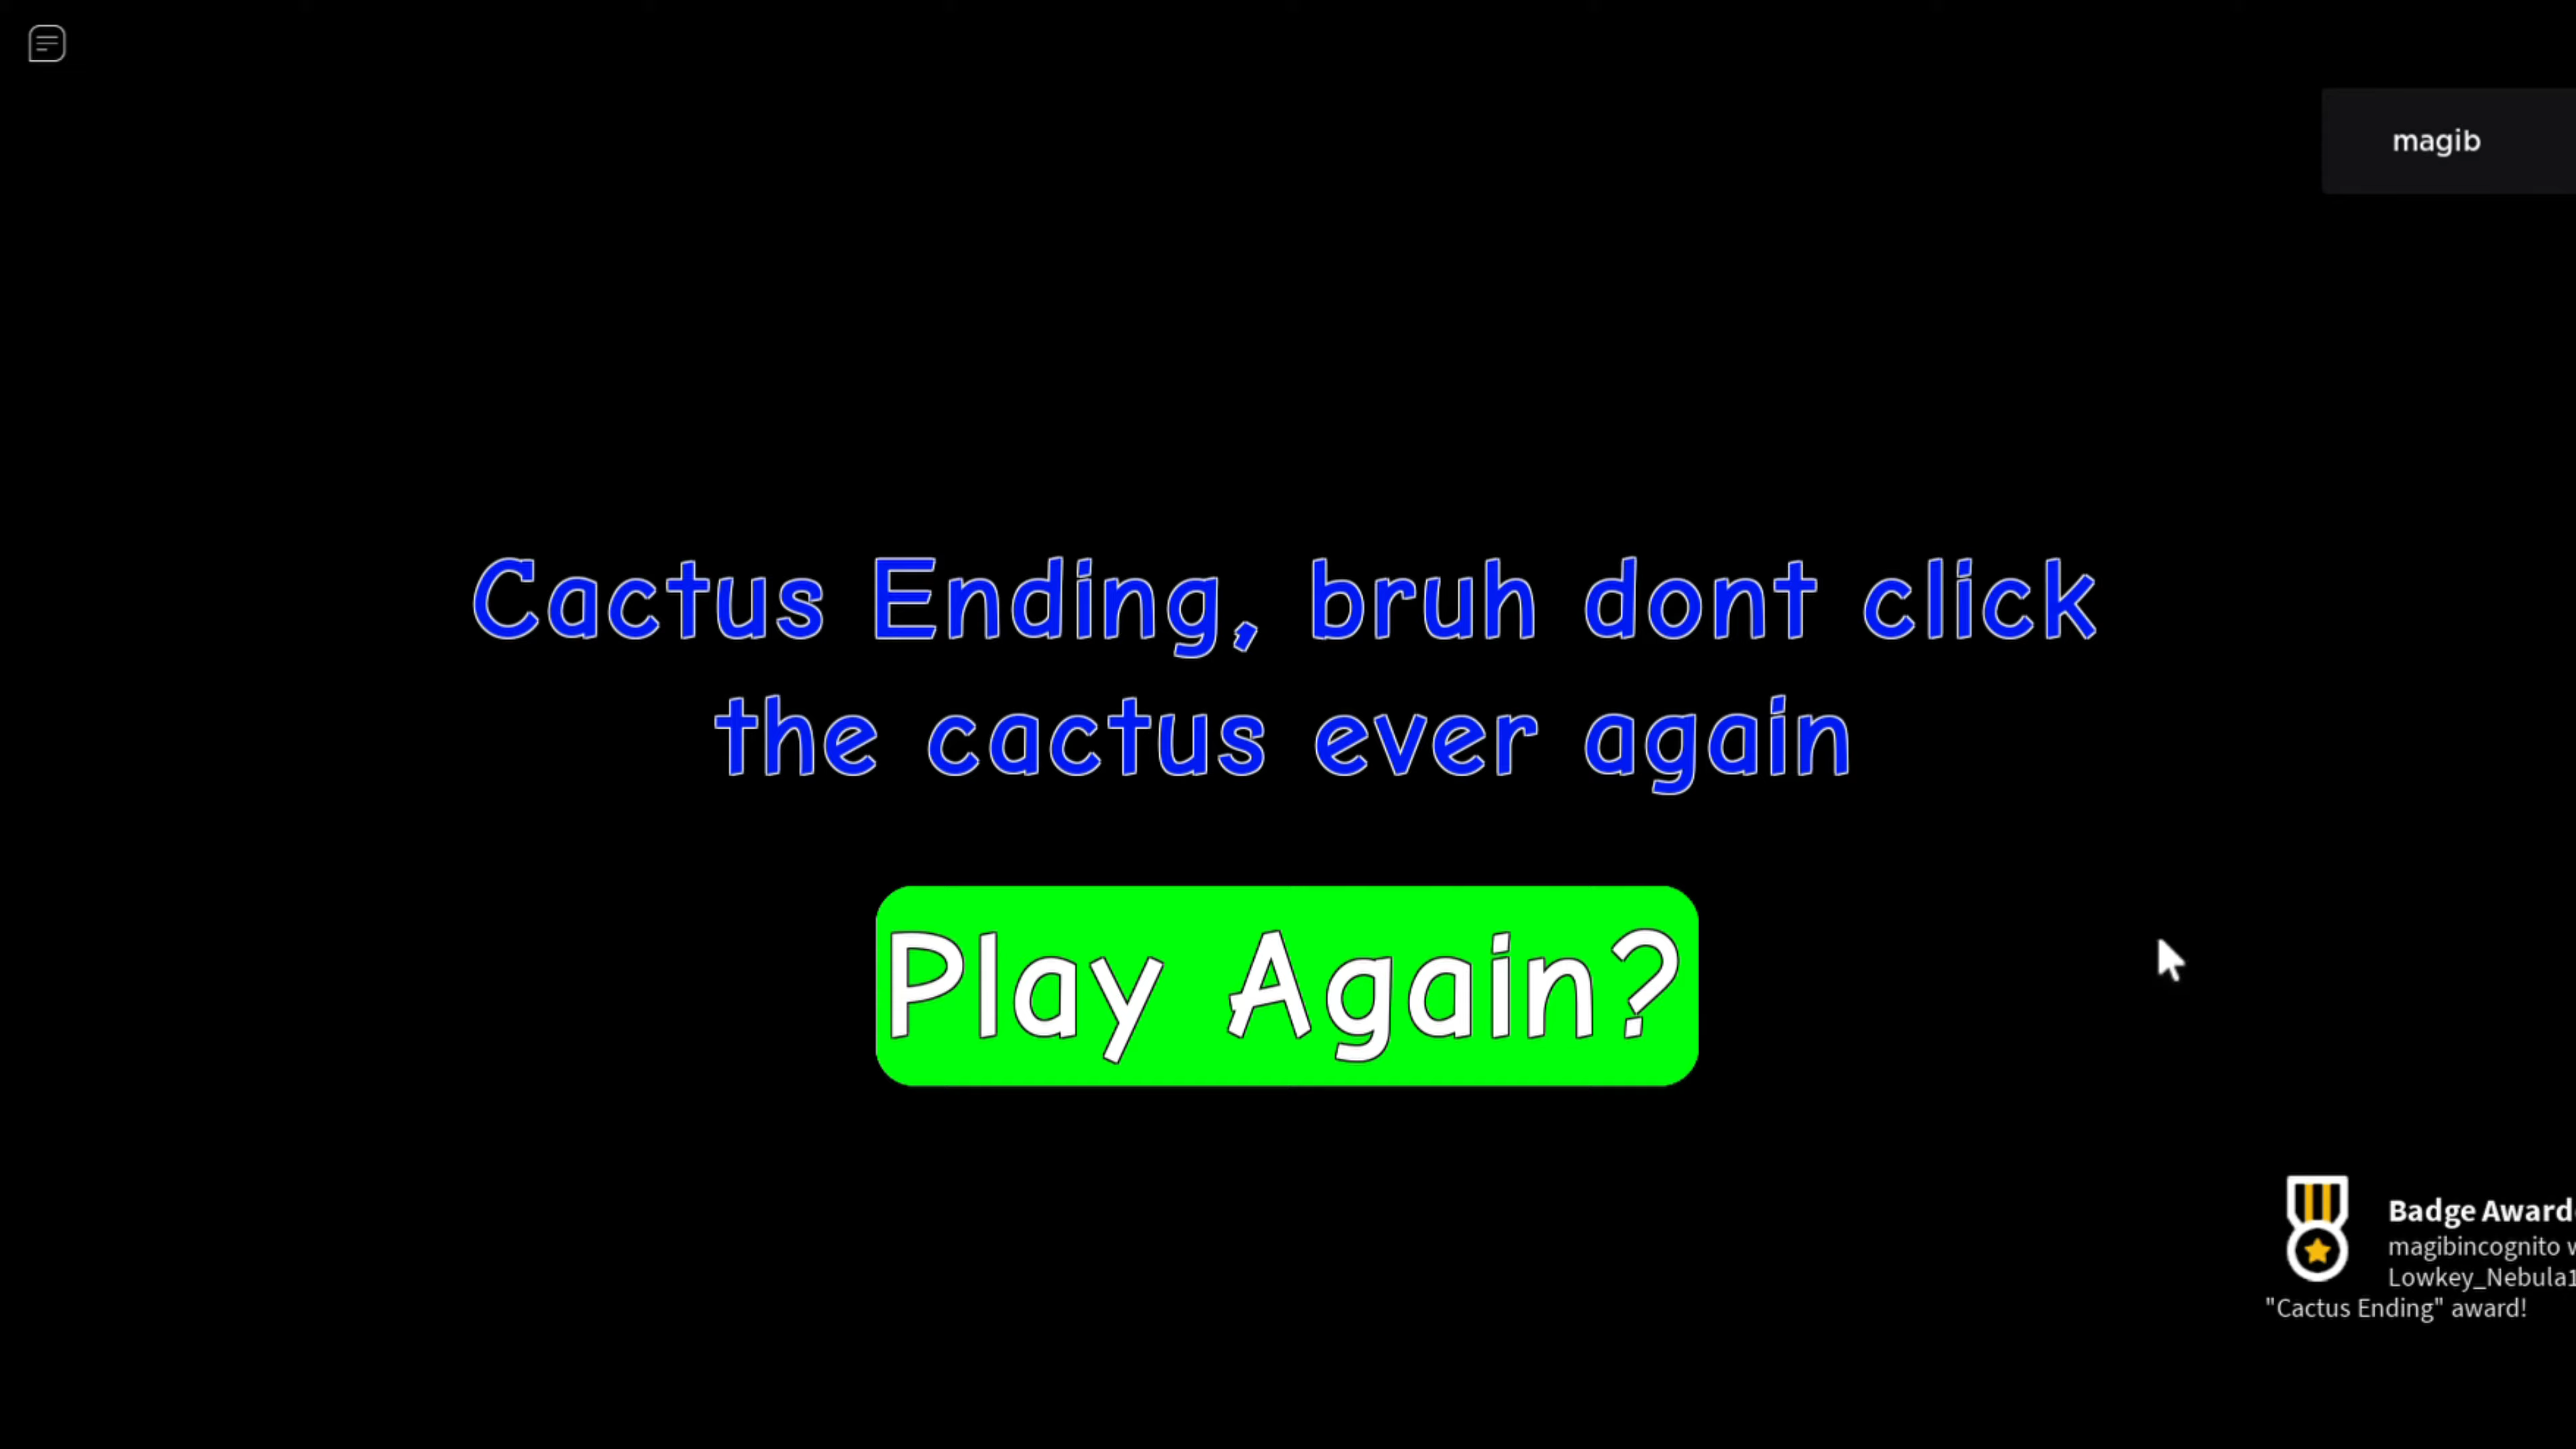 magib
Cactus Ending, bruh dont click
the cactus ever again
Play Again?
Badge Award
magibincognito
Lowkey_Nebula1
"Cactus Ending" award!